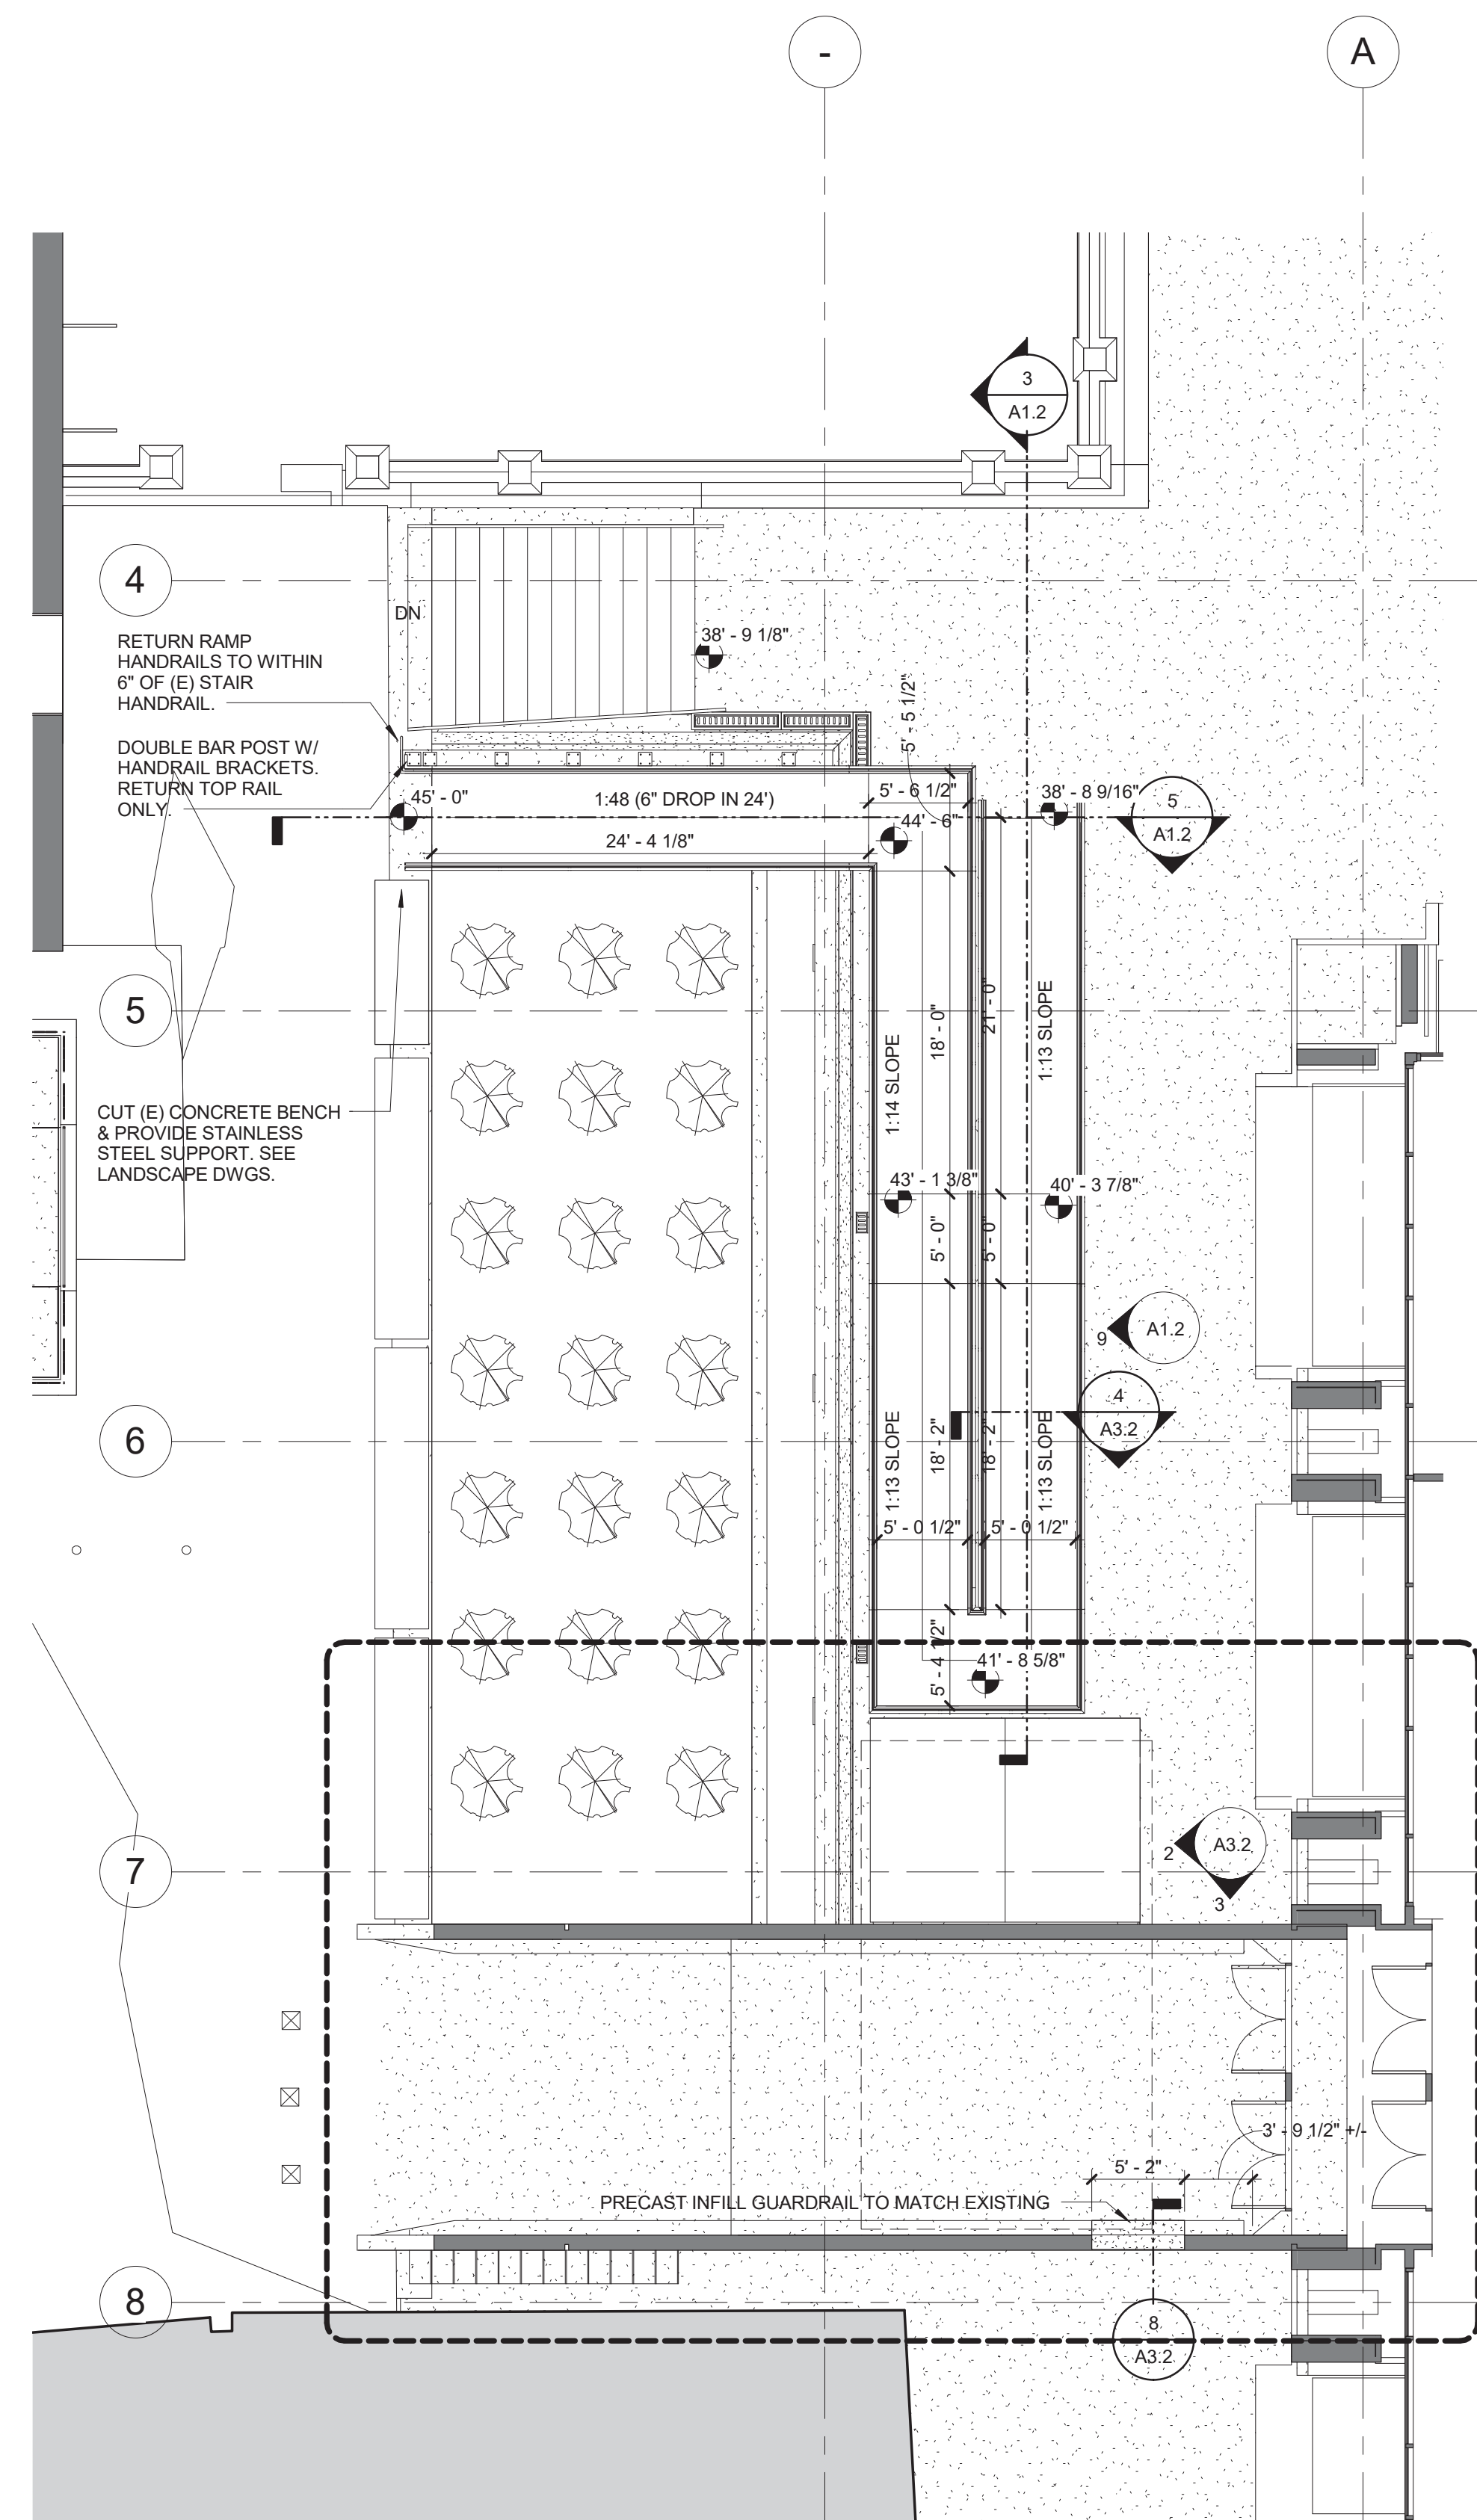 -
A
3
A1.2
4
DN
38' - 9 1/8"
RETURN RAMP
HANDRAILS TO WITHIN
6" OF (E) STAIR
HANDRAIL.
DOUBLE BAR POST W/
HANDRAIL BRACKETS.
RETURN TOP RAIL
ONLY.
5' - 5 1/2"
45' - 0"
1:48 (6" DROP IN 24')
5' - 6 1/2"
38' - 8 9/16"
5
A1.2
44' - 6"
24' - 4 1/8"
5
18' - 0"
21' - 0"
1:14 SLOPE
1:13 SLOPE
CUT (E) CONCRETE BENCH
& PROVIDE STAINLESS
STEEL SUPPORT. SEE
LANDSCAPE DWGS.
43' - 1 3/8"
40' - 3 7/8"
5' - 0"
5' - 0"
9
A1.2
4
A3.2
6
1:13 SLOPE
18' - 2"
18' - 2"
1:13 SLOPE
5' - 0 1/2"
5' - 0 1/2"
5' - 4 1/2"
41' - 8 5/8"
7
2
A3.2
3
3' - 9 1/2" +/-
5' - 2"
PRECAST INFILL GUARDRAIL TO MATCH EXISTING
8
8
A3.2